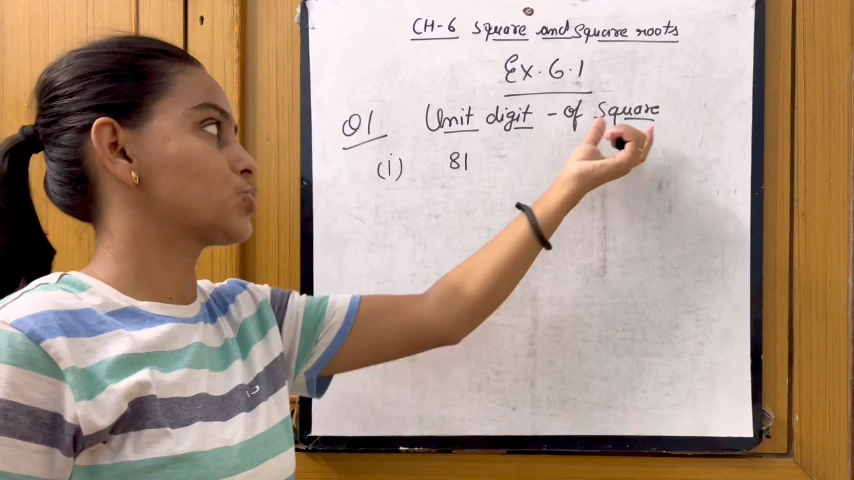 CH-6 Square and Square roots
Ex. 6.1
Q1 Unit digit - of Square
(i) 81